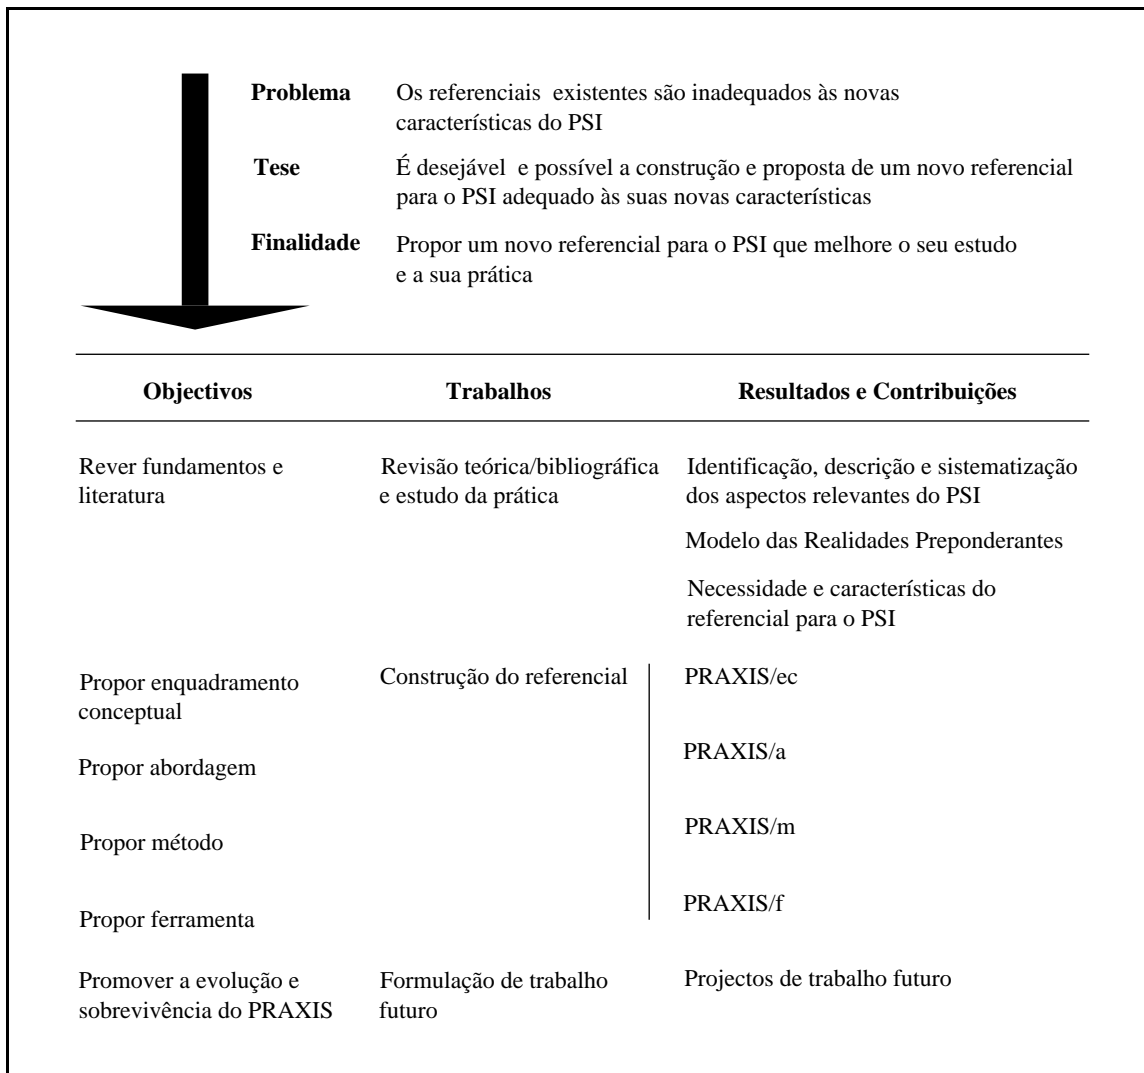 Problema Os referenciais existentes são inadequados às novas
características do PSI
Tese É desejável e possível a construção e proposta de um novo referencial
para o PSI adequado às suas novas características
Finalidade Propor um novo referencial para o PSI que melhore o seu estudo
e a sua prática
Objectivos Trabalhos Resultados e Contribuições
Rever fundamentos e Revisão teórica/bibliográfica Identificação, descrição e sistematização
literatura e estudo da prática dos aspectos relevantes do PSI
Modelo das Realidades Preponderantes
Necessidade e características do
referencial para o PSI
Propor enquadramento Construção do referencial PRAXIS/ec
conceptual
Propor abordagem PRAXIS/a
Propor método PRAXIS/m
Propor ferramenta PRAXIS/f
Promover a evolução e Formulação de trabalho Projectos de trabalho futuro
sobrevivência do PRAXIS futuro